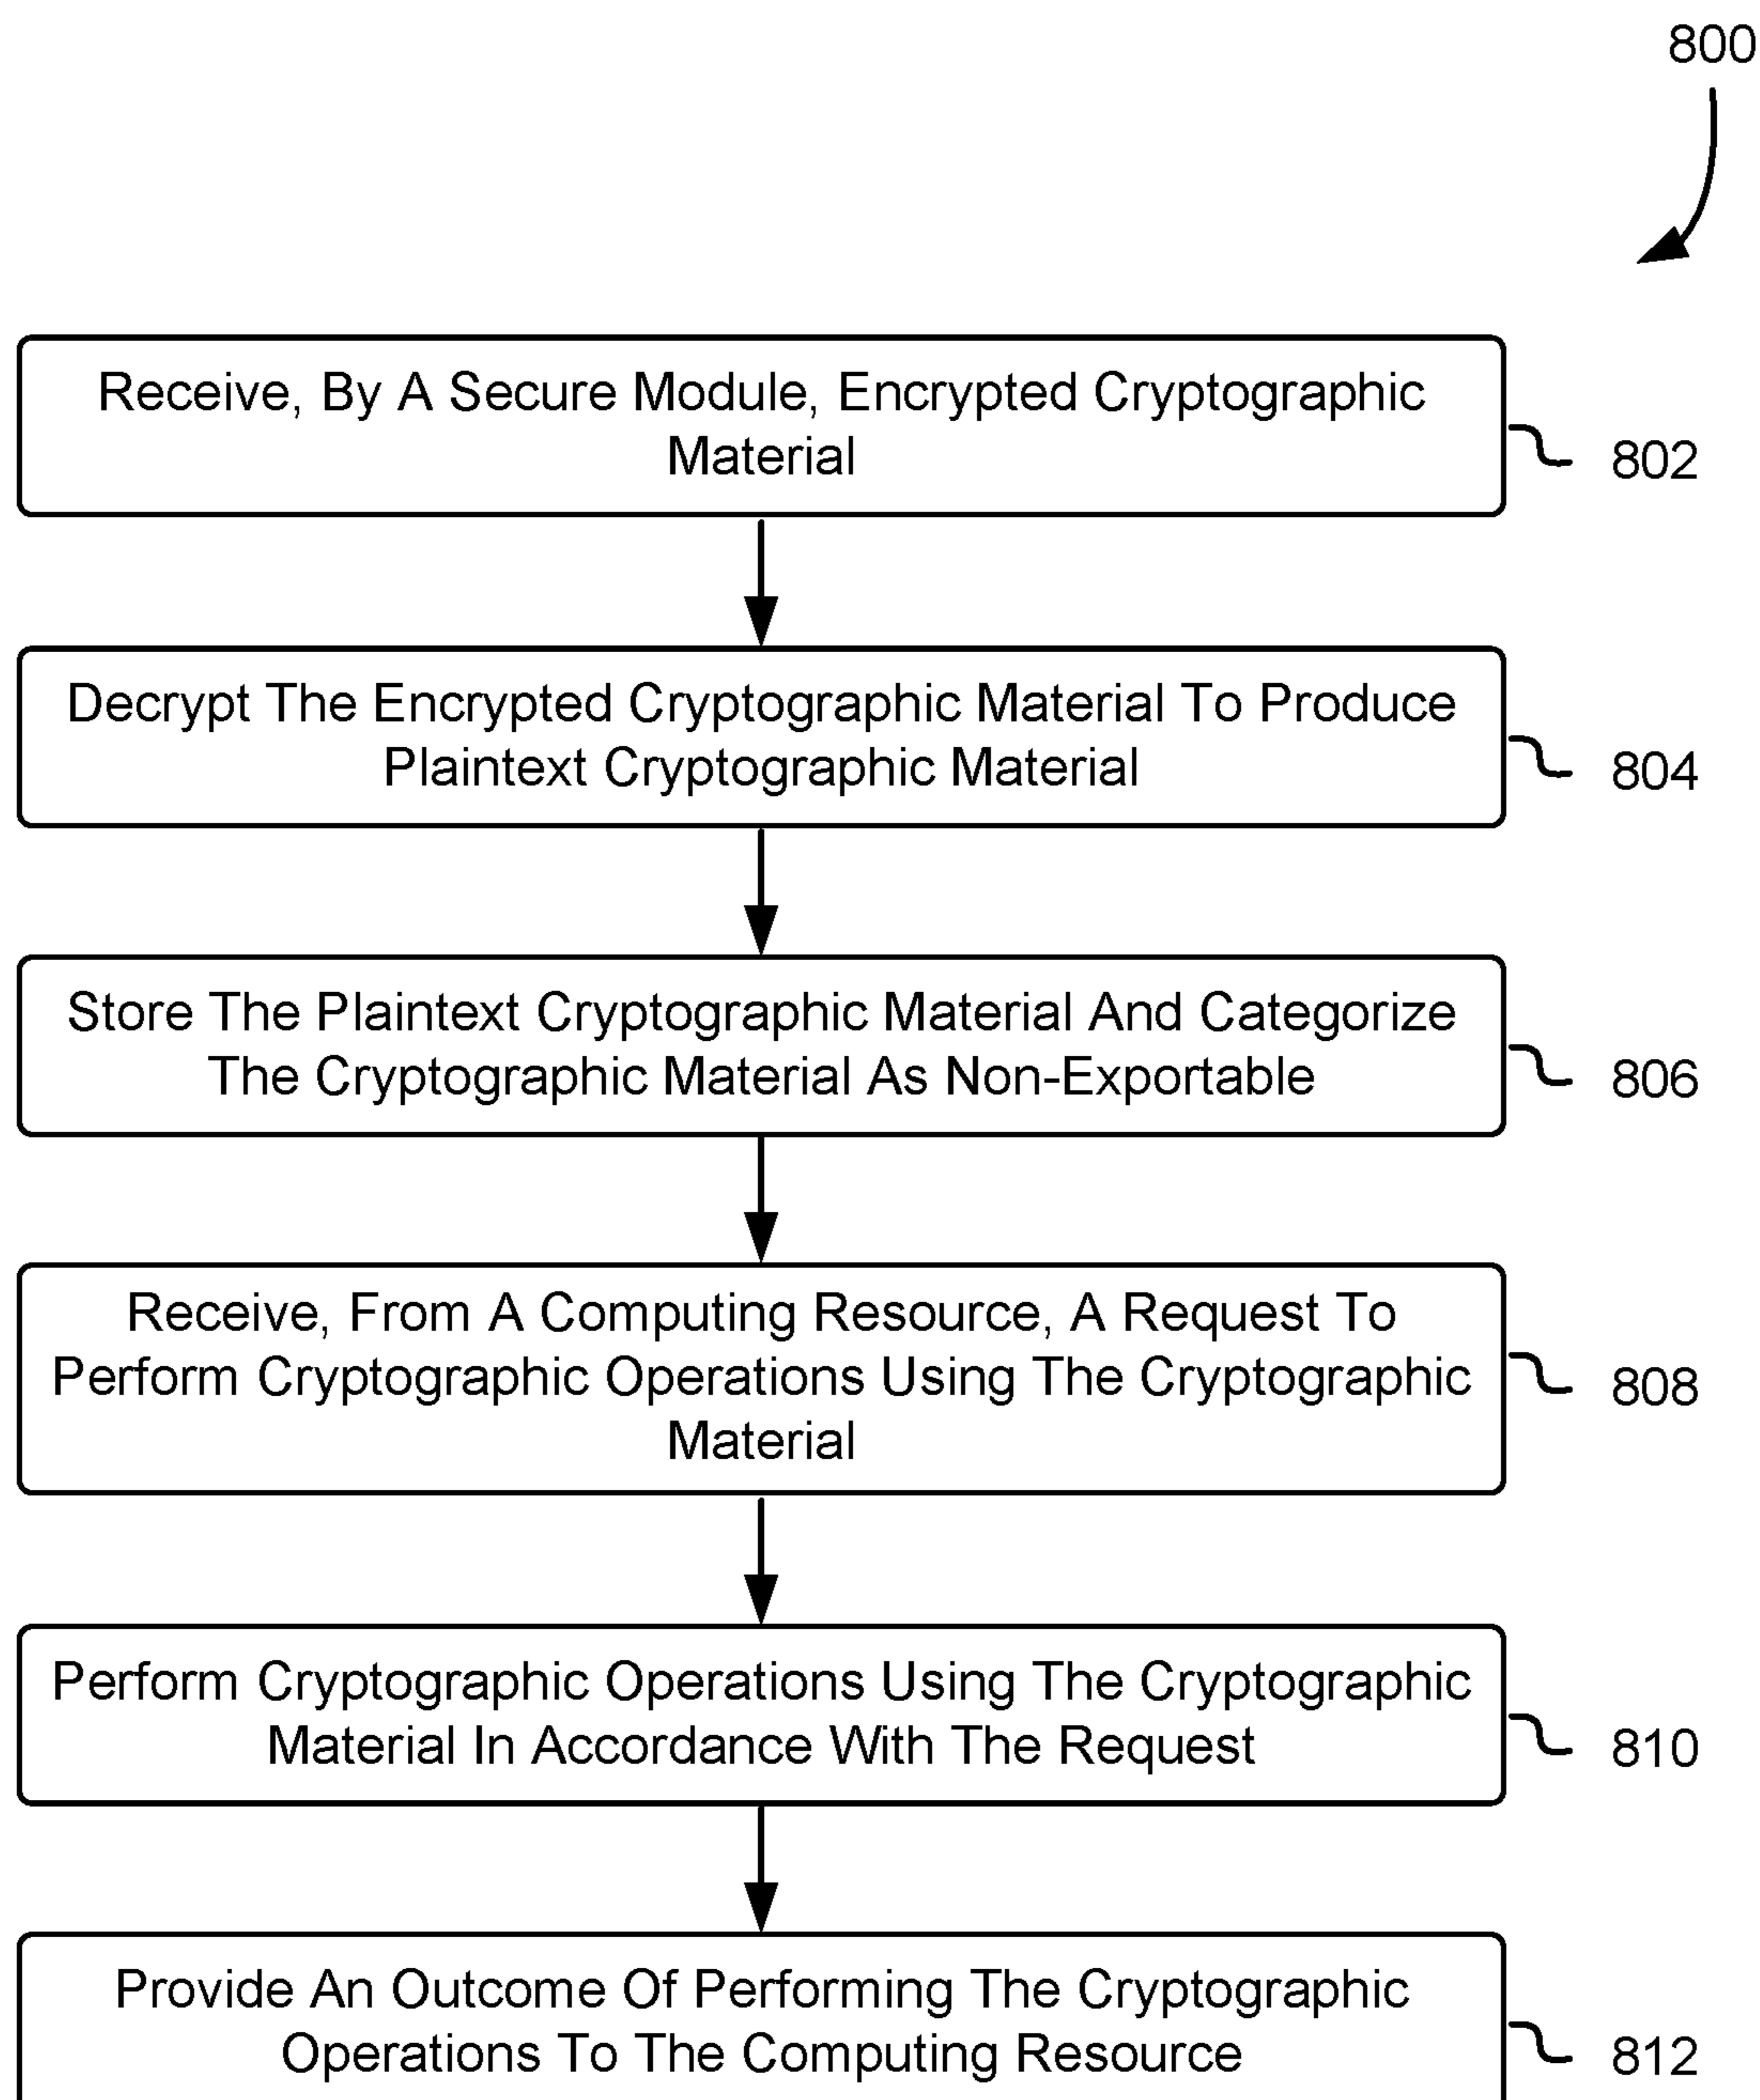 800
Receive, By A Secure Module, Encrypted Cryptographic
Material
802
Decrypt The Encrypted Cryptographic Material To Produce
Plaintext Cryptographic Material
804
Store The Plaintext Cryptographic Material And Categorize
The Cryptographic Material As Non-Exportable
806
Receive, From A Computing Resource, A Request To
Perform Cryptographic Operations Using The Cryptographic
Material
808
Perform Cryptographic Operations Using The Cryptographic
Material In Accordance With The Request
810
Provide An Outcome Of Performing The Cryptographic
Operations To The Computing Resource
812